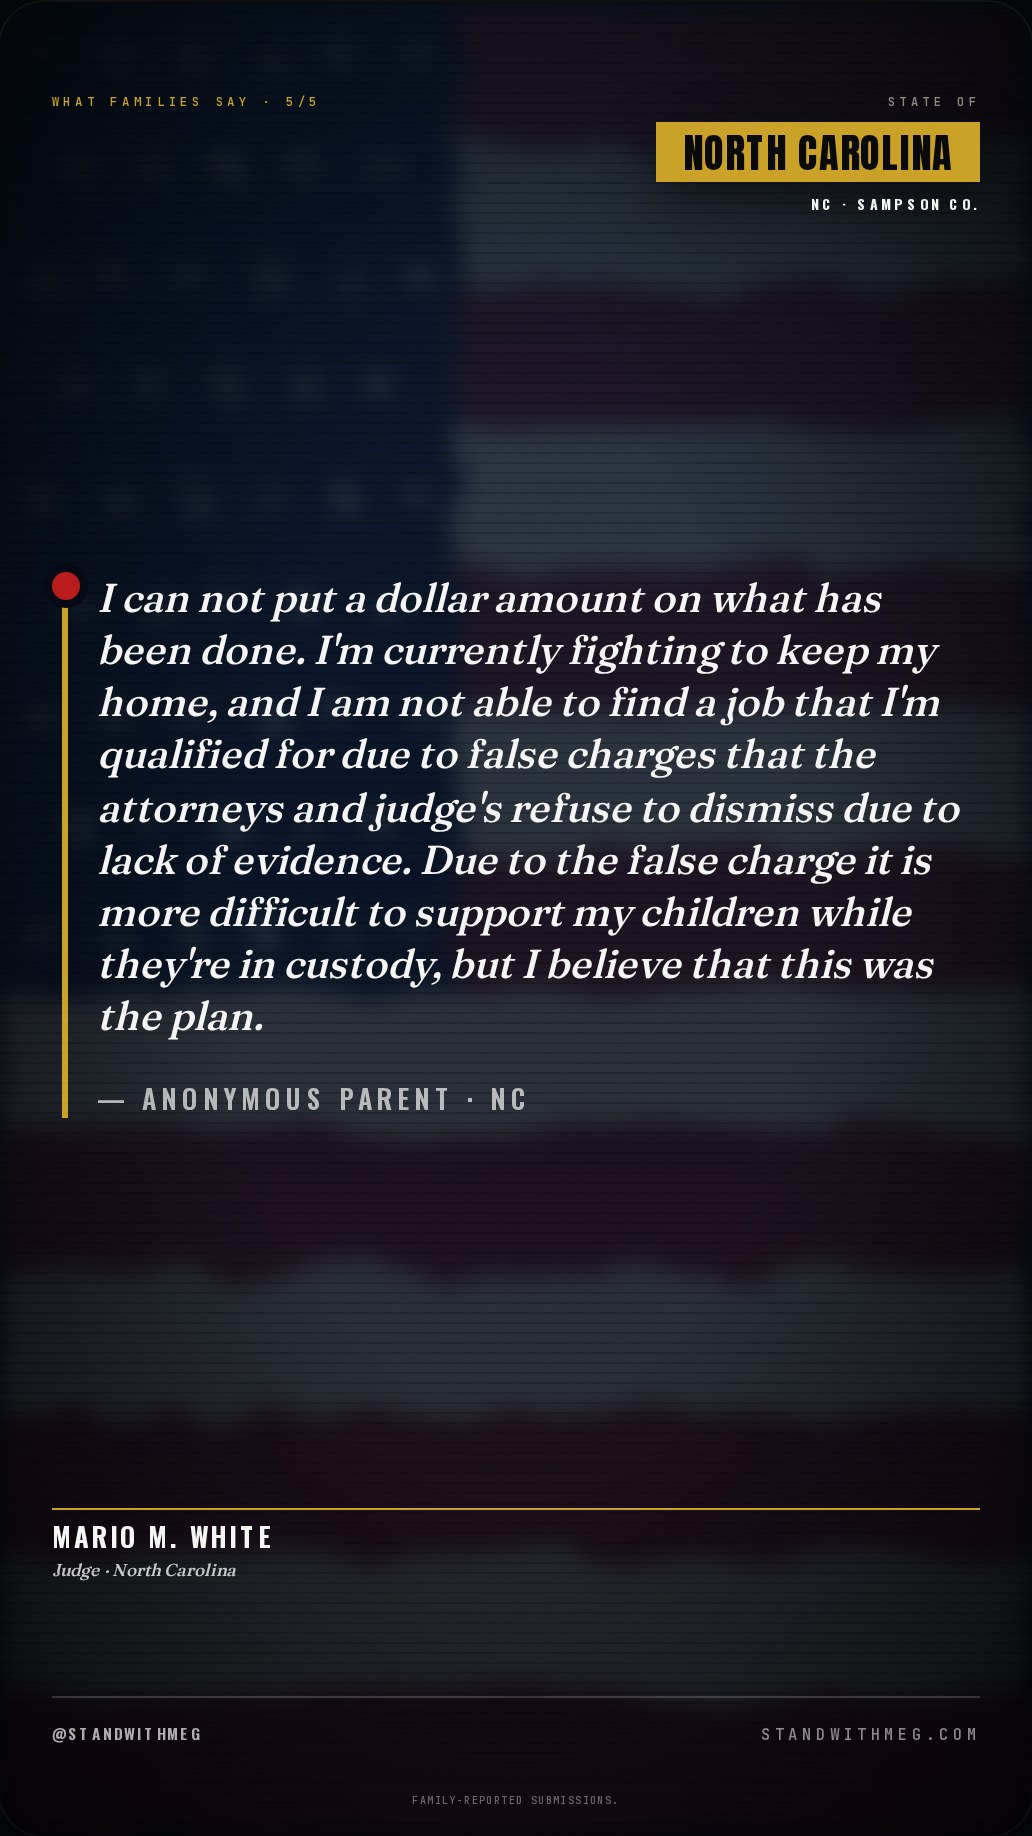 WHAT FAMILIES SAY · 5/5
STATE OF
NORTH CAROLINA
NC · SAMPSON CO.
I can not put a dollar amount on what has
been done. I'm currently fighting to keep my
home, and I am not able to find a job that I'm
qualified for due to false charges that the
attorneys and judge's refuse to dismiss due to
lack of evidence. Due to the false charge it is
more difficult to support my children while
they're in custody, but I believe that this was
the plan.
— ANONYMOUS PARENT · NC
MARIO M. WHITE
Judge · North Carolina
@STANDWITHMEG
STANDWITHMEG.COM
FAMILY-REPORTED SUBMISSIONS.